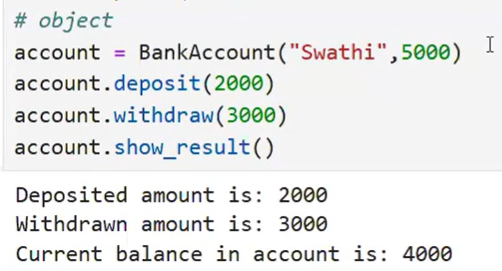 # object
account = BankAccount("Swathi",5000)
account.deposit(2000)
account.withdraw(3000)
account.show_result()
Deposited amount is: 2000
Withdrawn amount is: 3000
Current balance in account is: 4000